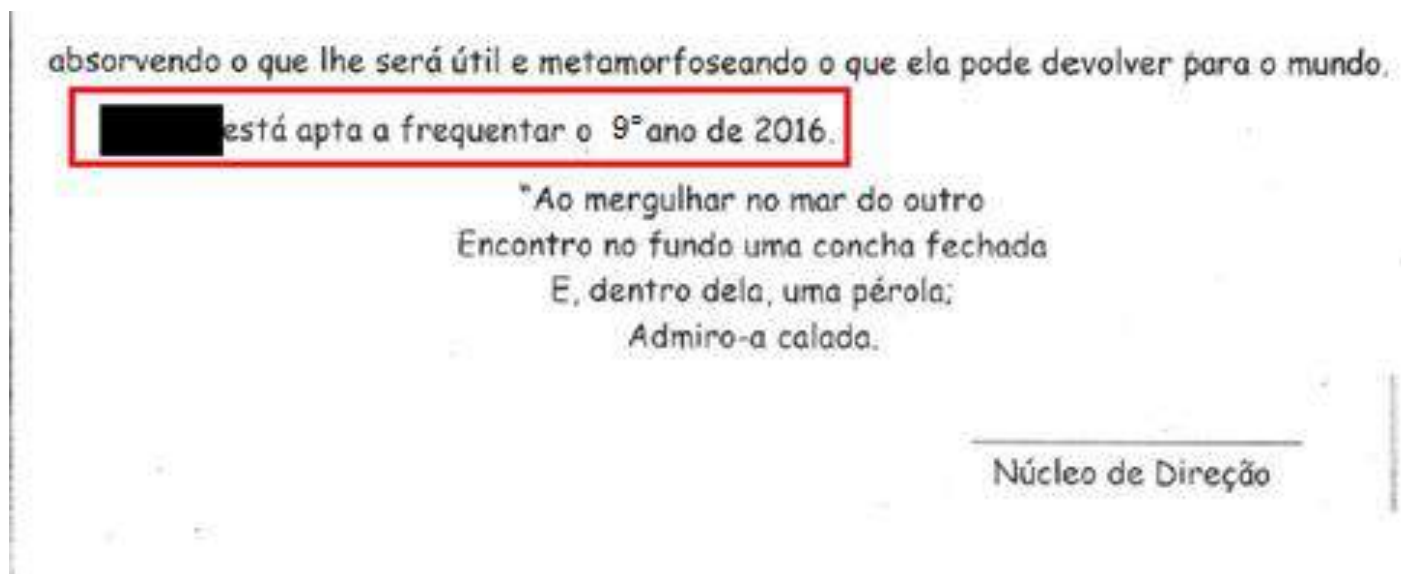 absorvendo o que lhe será útil e metamorfoseando o que ela pode devolver para o mundo.
está apta a frequentar o 9° ano de 2016.
"Ao mergulhar no mar do outro
Encontro no fundo uma concha fechada
E, dentro dela, uma pérola;
Admiro-a calada.
Núcleo de Direção